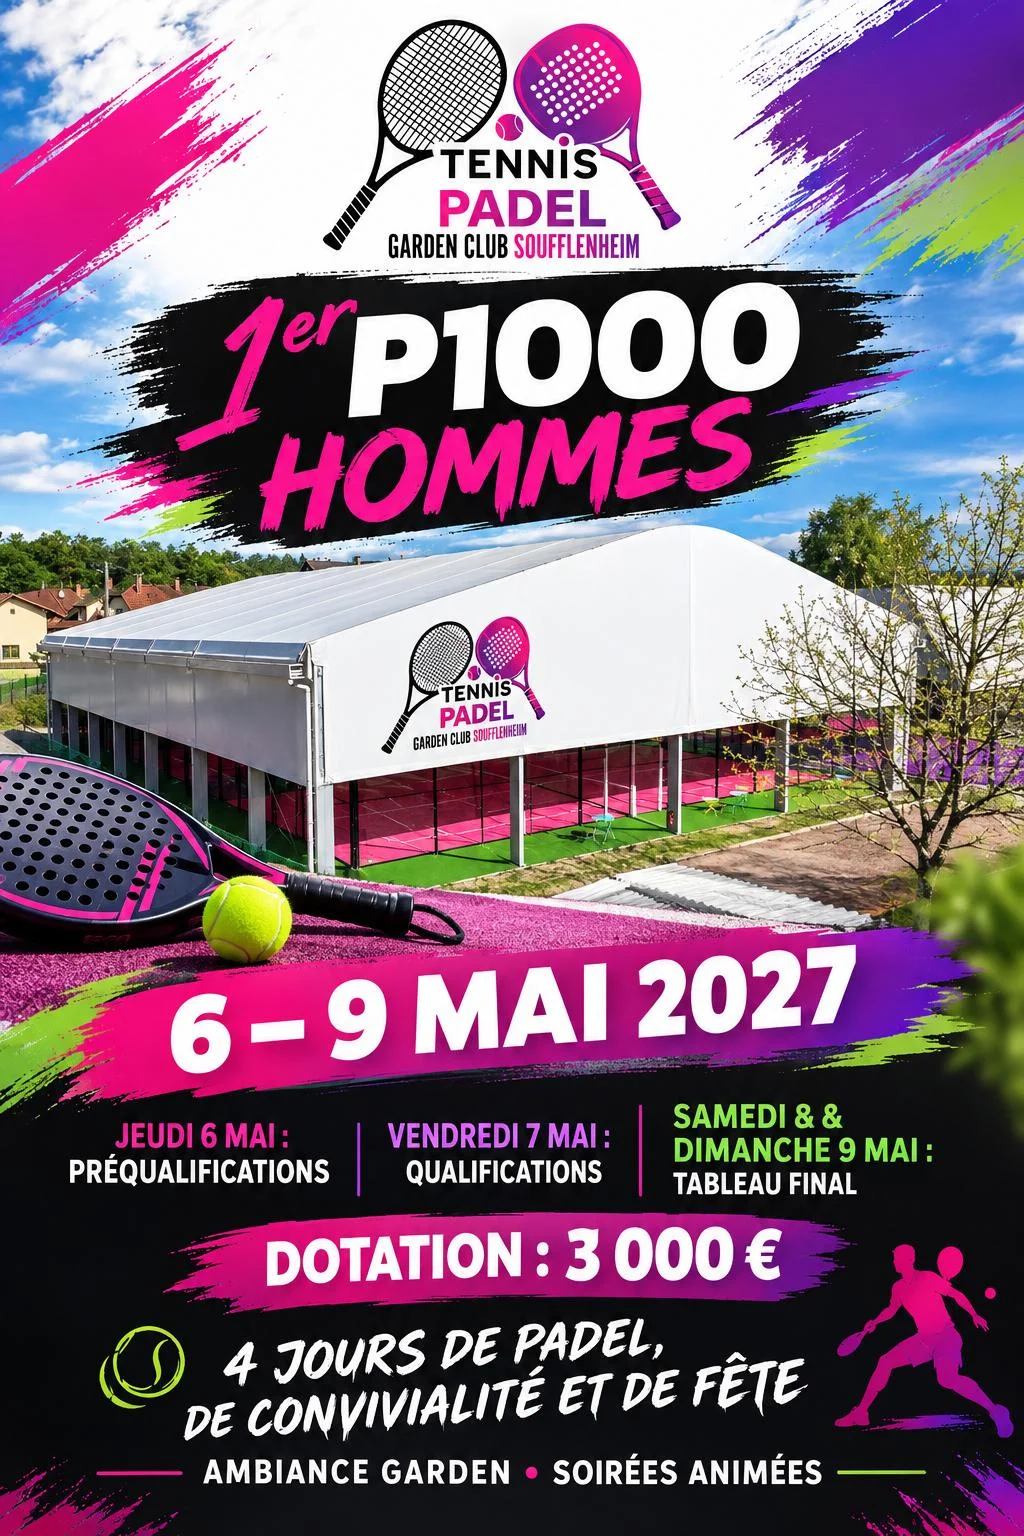 TENNIS
PADEL
GARDEN CLUB SOUFFLENHEIM
1er P1000
HOMMES
TENNIS
PADEL
GARDEN CLUB SOUFFLENHEIM
6 – 9 MAI 2027
JEUDI 6 MAI :
PRÉQUALIFICATIONS
VENDREDI 7 MAI :
QUALIFICATIONS
SAMEDI & &
DIMANCHE 9 MAI :
TABLEAU FINAL
DOTATION : 3 000 €
4 JOURS DE PADEL,
DE CONVIVIALITÉ ET DE FÊTE
AMBIANCE GARDEN • SOIRÉES ANIMÉES